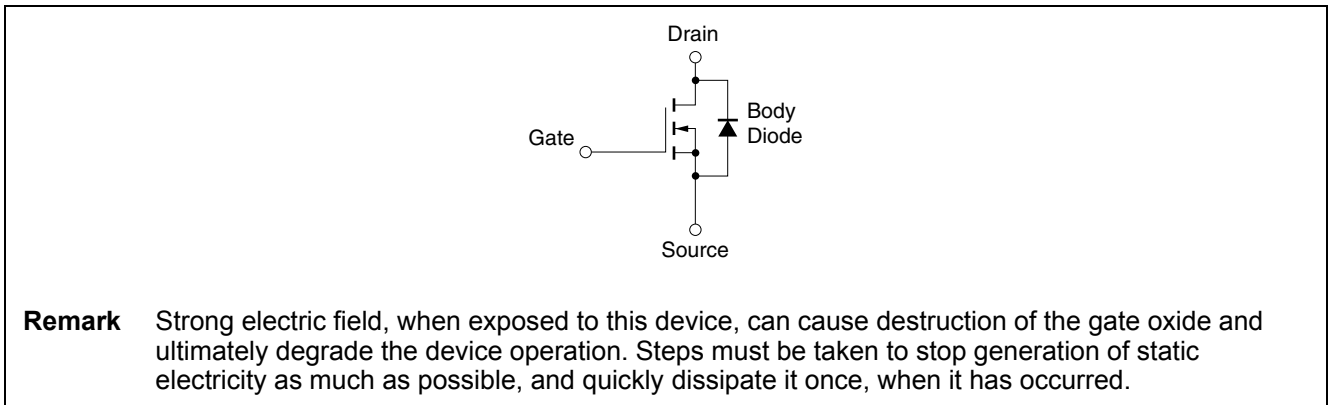 Drain
Body
Diode
Gate
Source
Remark Strong electric field, when exposed to this device, can cause destruction of the gate oxide and
ultimately degrade the device operation. Steps must be taken to stop generation of static
electricity as much as possible, and quickly dissipate it once, when it has occurred.